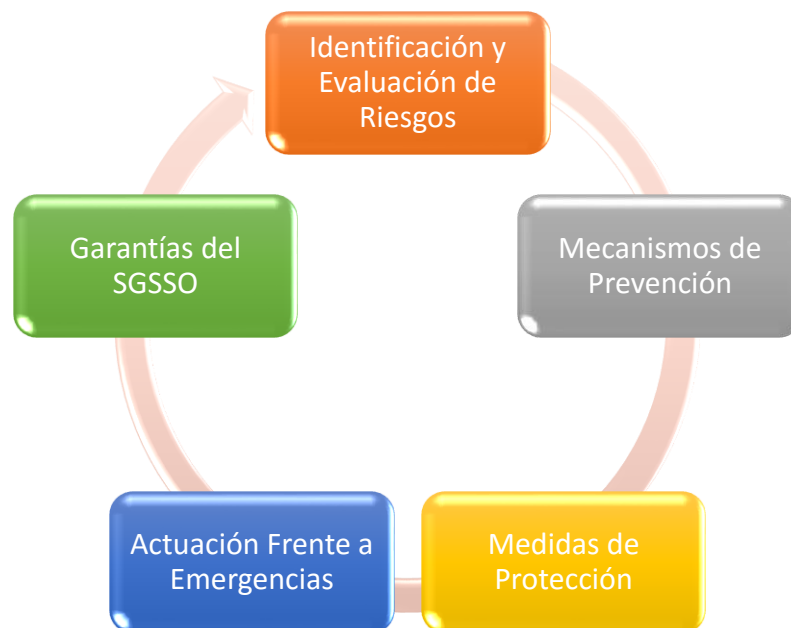 Identificación y
Evaluación de
Riesgos
Mecanismos de
Prevención
Medidas de
Protección
Actuación Frente a
Emergencias
Garantías del
SGSSO